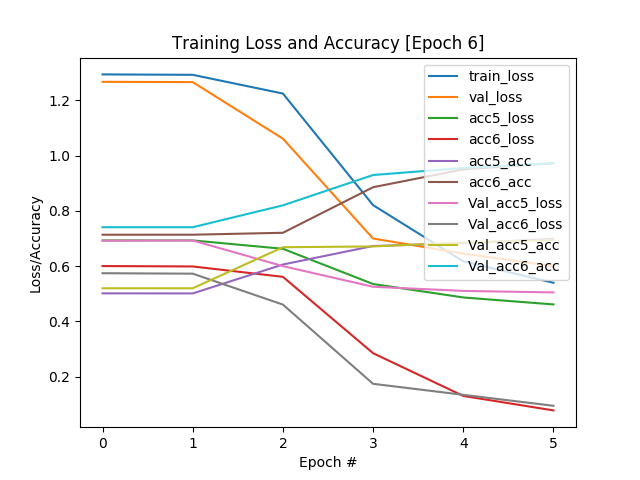 Training Loss and Accuracy [Epoch 6]
train_loss
val_loss
acc5_loss
acc6_loss
acc5_acc
acc6_acc
Val_acc5_loss
Val_acc6_loss
Val_acc5_acc
Val_acc6_acc
Loss/Accuracy
1.2
1.0
0.8
0.6
0.4
0.2
0 1 2 3 4 5
Epoch #